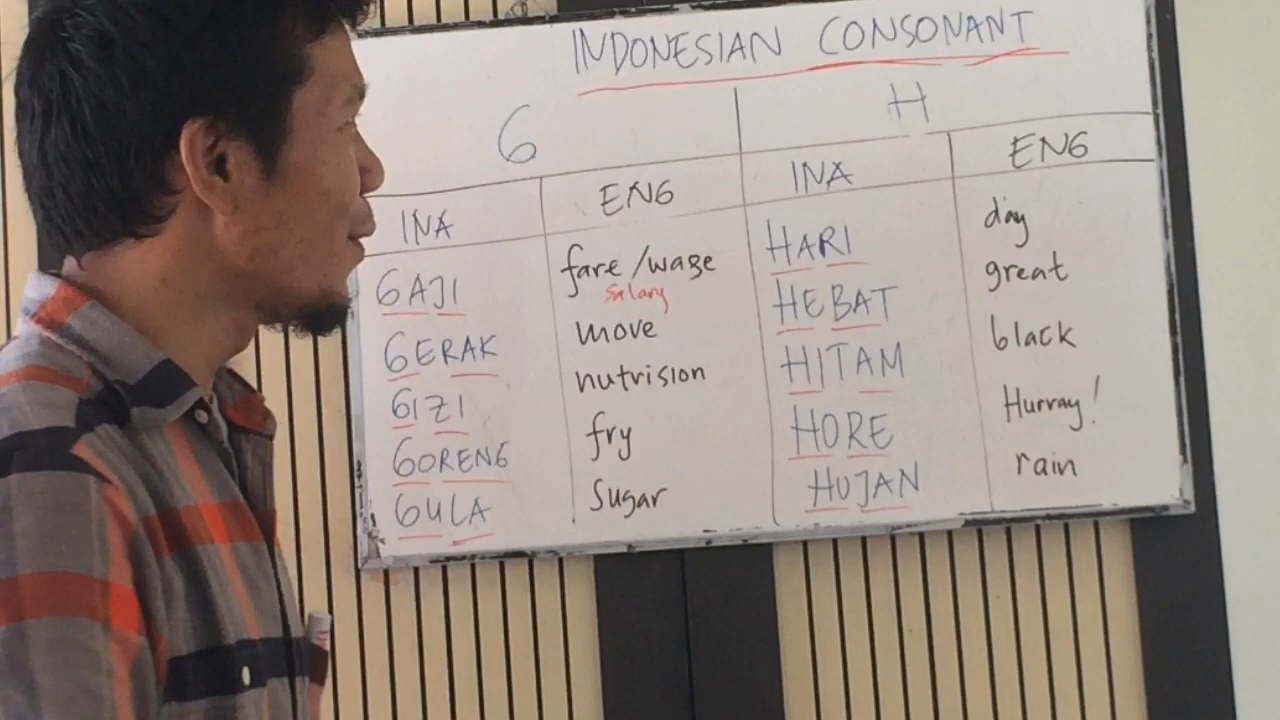 INDONESIAN CONSONANT
G H
INA ENG INA ENG
GAJI fare/wage HARI day
salary
GERAK move HEBAT great
GIZI nutrision HITAM black
GORENG fry HORE Hurray!
GULA Sugar HUJAN rain